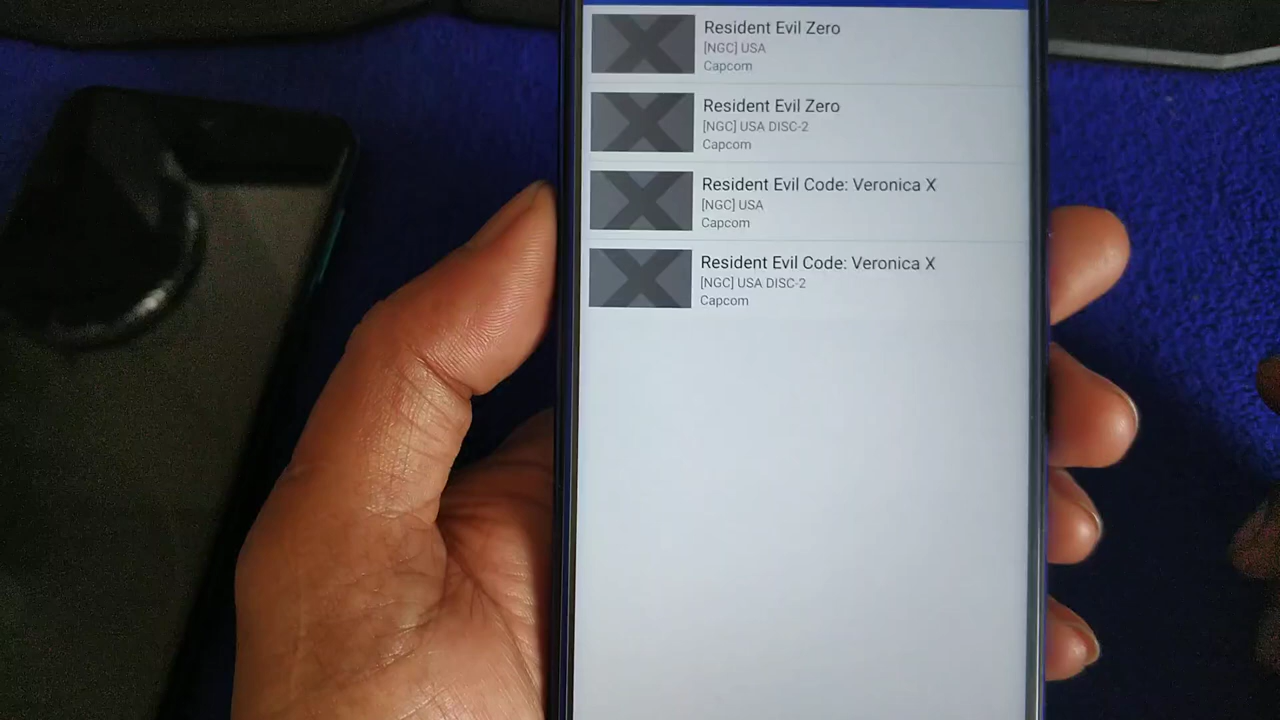 Resident Evil Zero
[NGC] USA
Capcom
Resident Evil Zero
[NGC] USA DISC-2
Capcom
Resident Evil Code: Veronica X
[NGC] USA
Capcom
Resident Evil Code: Veronica X
[NGC] USA DISC-2
Capcom